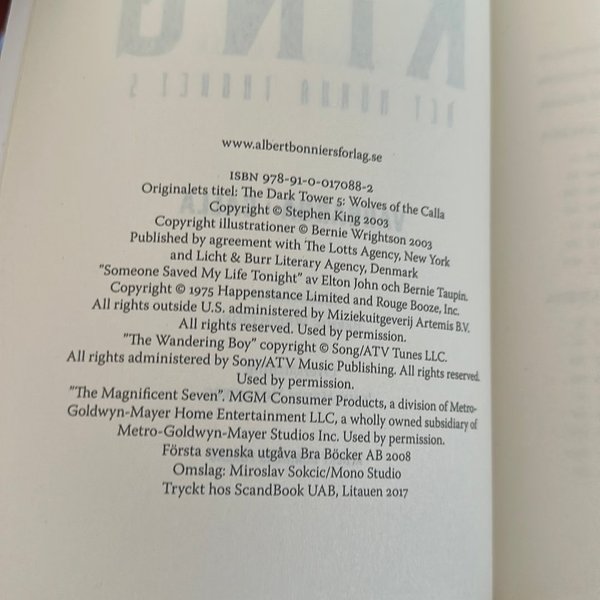 www.albertbonniersforlag.se
ISBN 978-91-0-017088-2
Originalets titel: The Dark Tower 5: Wolves of the Calla
Copyright © Stephen King 2003
Copyright illustrationer © Bernie Wrightson 2003
Published by agreement with The Lotts Agency, New York
and Licht & Burr Literary Agency, Denmark
"Someone Saved My Life Tonight" av Elton John och Bernie Taupin.
Copyright © 1975 Happenstance Limited and Rouge Booze, Inc.
All rights outside U.S. administered by Miziekuitgeverij Artemis B.V.
All rights reserved. Used by permission.
"The Wandering Boy" copyright © Song/ATV Tunes LLC.
All rights administered by Sony/ATV Music Publishing. All rights reserved.
Used by permission.
"The Magnificent Seven". MGM Consumer Products, a division of Metro-
Goldwyn-Mayer Home Entertainment LLC, a wholly owned subsidiary of
Metro-Goldwyn-Mayer Studios Inc. Used by permission.
Första svenska utgåva Bra Böcker AB 2008
Omslag: Miroslav Sokcic/Mono Studio
Tryckt hos ScandBook UAB, Litauen 2017